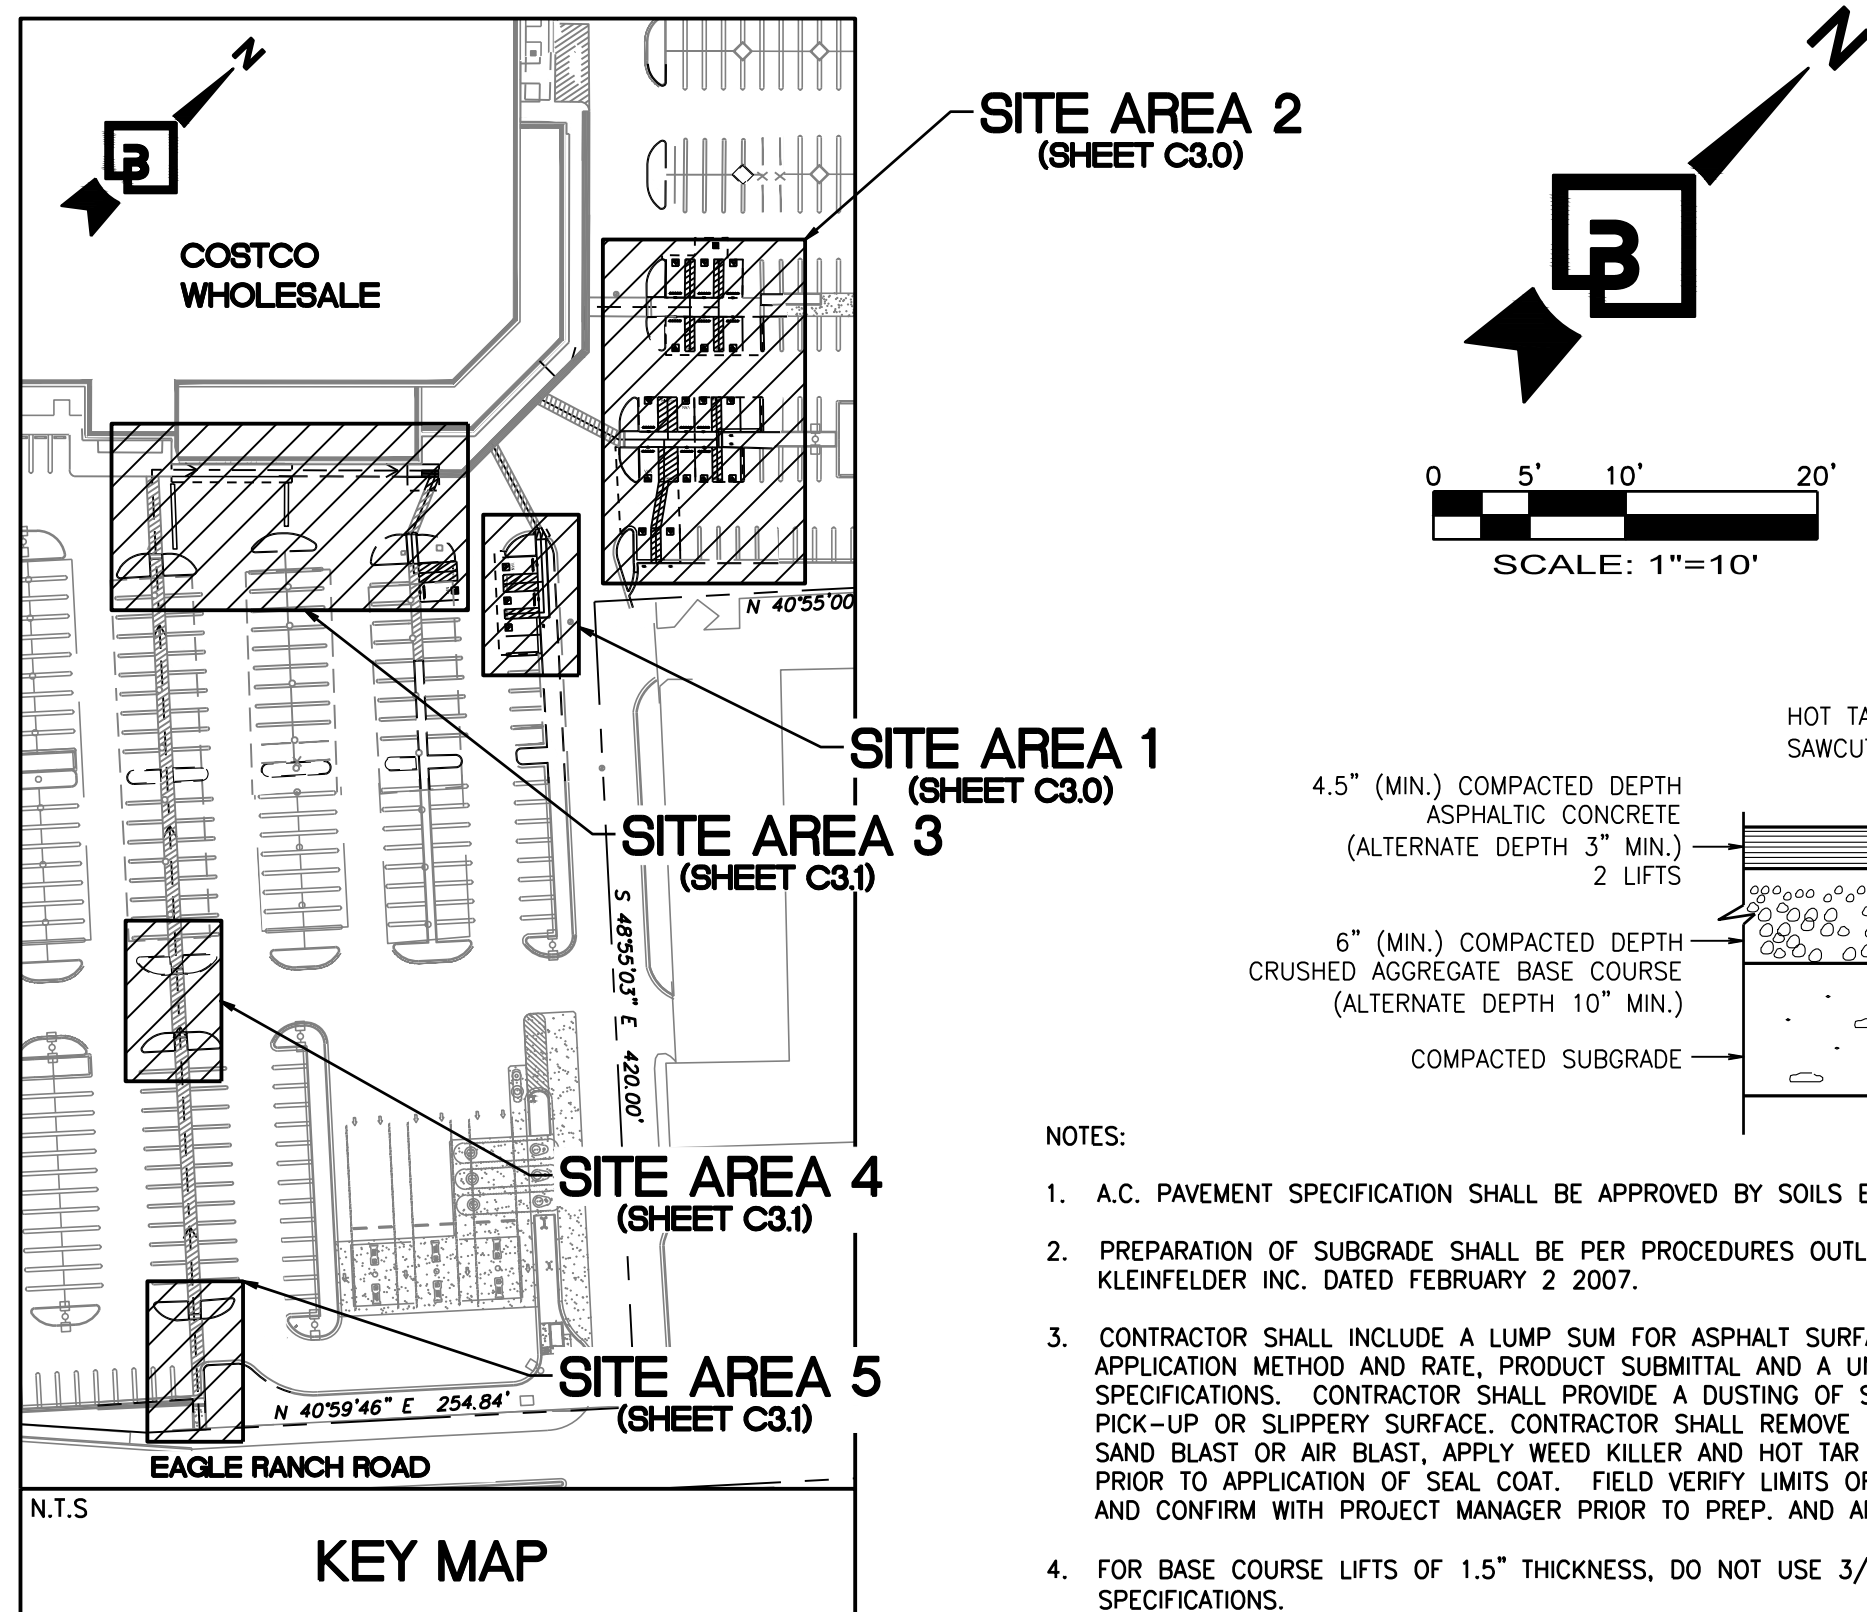 N
B
COSTCO
WHOLESALE
SITE AREA 2
(SHEET C3.0)
N 40°55'00
SITE AREA 1
(SHEET C3.0)
SITE AREA 3
(SHEET C3.1)
S 48°55'03" E 420.00'
SITE AREA 4
(SHEET C3.1)
SITE AREA 5
(SHEET C3.1)
N 40°59'46" E 254.84'
EAGLE RANCH ROAD
N.T.S
KEY MAP
N
B
0 5' 10' 20'
SCALE: 1"=10'
HOT TA
SAWCUT
4.5" (MIN.) COMPACTED DEPTH
ASPHALTIC CONCRETE
(ALTERNATE DEPTH 3" MIN.)
2 LIFTS
6" (MIN.) COMPACTED DEPTH
CRUSHED AGGREGATE BASE COURSE
(ALTERNATE DEPTH 10" MIN.)
COMPACTED SUBGRADE
NOTES:
1. A.C. PAVEMENT SPECIFICATION SHALL BE APPROVED BY SOILS E
2. PREPARATION OF SUBGRADE SHALL BE PER PROCEDURES OUTL
KLEINFELDER INC. DATED FEBRUARY 2 2007.
3. CONTRACTOR SHALL INCLUDE A LUMP SUM FOR ASPHALT SURFA
APPLICATION METHOD AND RATE, PRODUCT SUBMITTAL AND A UN
SPECIFICATIONS. CONTRACTOR SHALL PROVIDE A DUSTING OF S
PICK-UP OR SLIPPERY SURFACE. CONTRACTOR SHALL REMOVE
SAND BLAST OR AIR BLAST, APPLY WEED KILLER AND HOT TAR
PRIOR TO APPLICATION OF SEAL COAT. FIELD VERIFY LIMITS OF
AND CONFIRM WITH PROJECT MANAGER PRIOR TO PREP. AND A
4. FOR BASE COURSE LIFTS OF 1.5" THICKNESS, DO NOT USE 3/
SPECIFICATIONS.